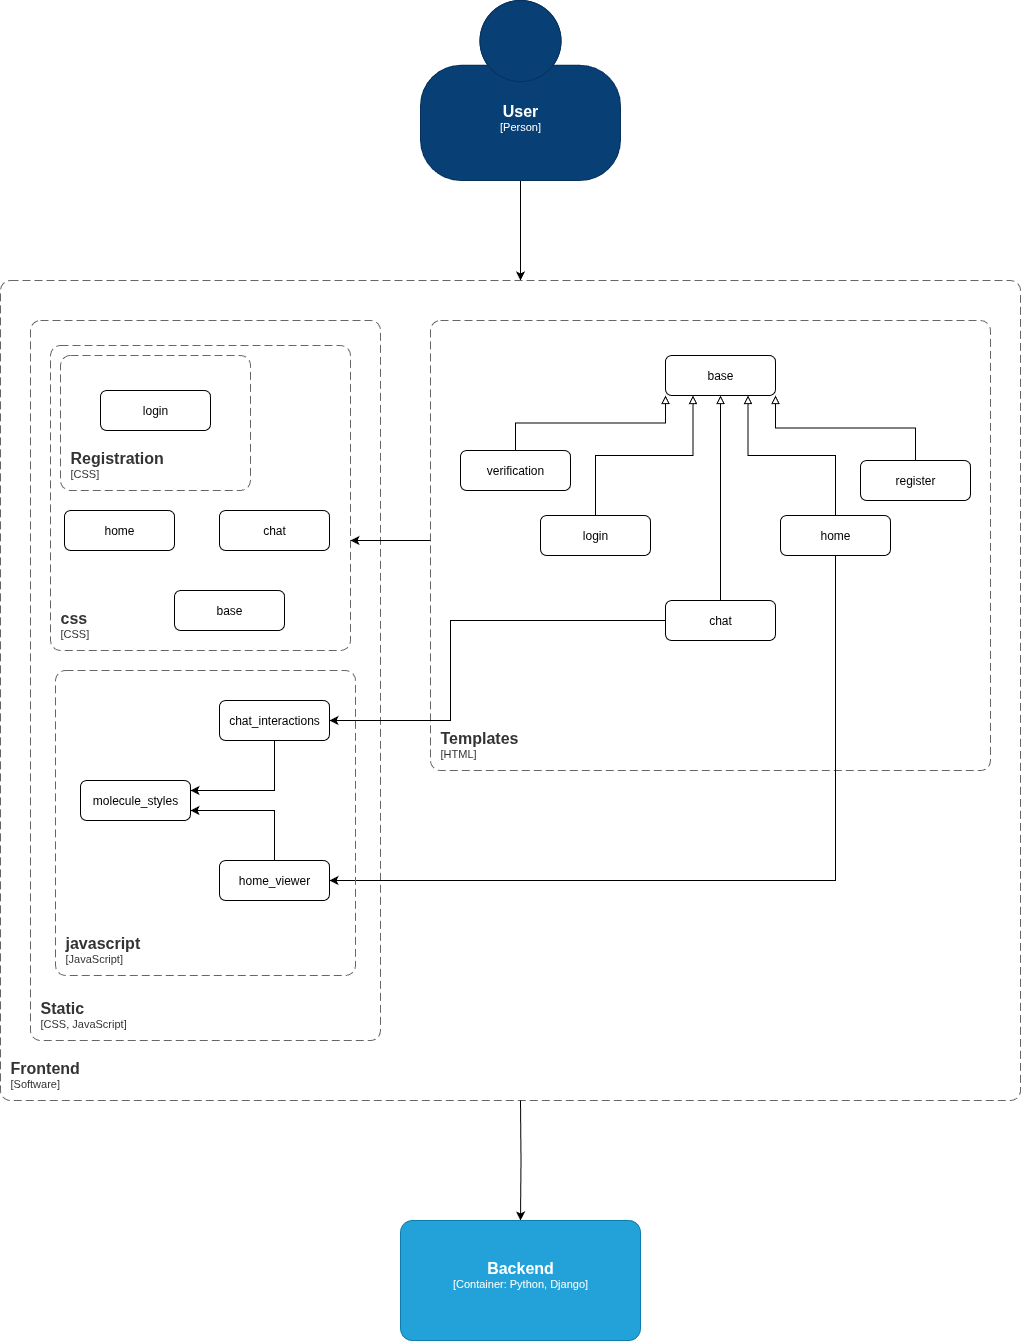 User
[Person]
login
Registration
[CSS]
home
chat
base
css
[CSS]
base
verification
register
login
home
chat
Templates
[HTML]
chat_interactions
molecule_styles
home_viewer
javascript
[JavaScript]
Static
[CSS, JavaScript]
Frontend
[Software]
Backend
[Container: Python, Django]